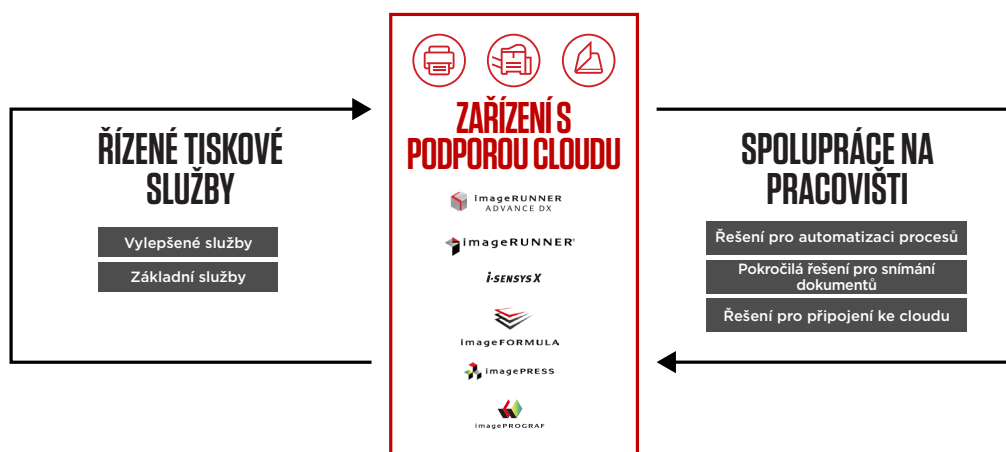 ŘÍZENÉ TISKOVÉ
SLUŽBY
Vylepšené služby
Základní služby
ZAŘÍZENÍ S
PODPOROU CLOUDU
imageRUNNER
ADVANCE DX
imageRUNNER®
i-SENSYS X
imageFORMULA
imagePRESS
imagePROGRAF
SPOLUPRÁCE NA
PRACOVIŠTI
Řešení pro automatizaci procesů
Pokročilá řešení pro snímání
dokumentů
Řešení pro připojení ke cloudu